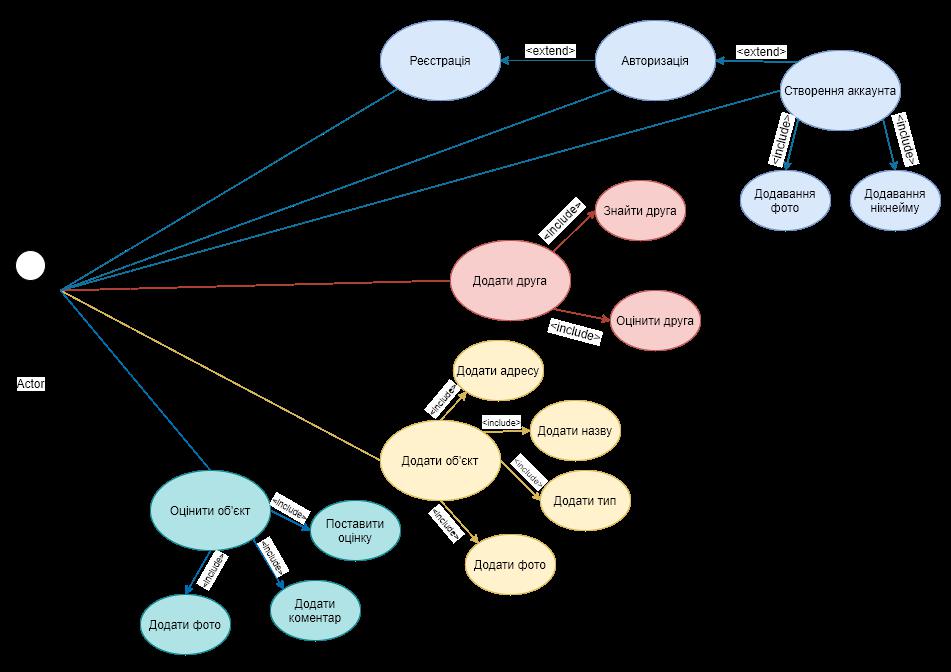 Реєстрація
<extend>
Авторизація
<extend>
Створення аккаунта
<include>
<include>
Додавання
фото
Додавання
нікнейму
Actor
Додати друга
<include>
Знайти друга
<include>
Оцінити друга
Додати об'єкт
<include>
Додати адресу
<include>
Додати назву
<include>
Додати тип
<include>
Додати фото
Оцінити об'єкт
<include>
Поставити
оцінку
<include>
Додати
коментар
<include>
Додати фото